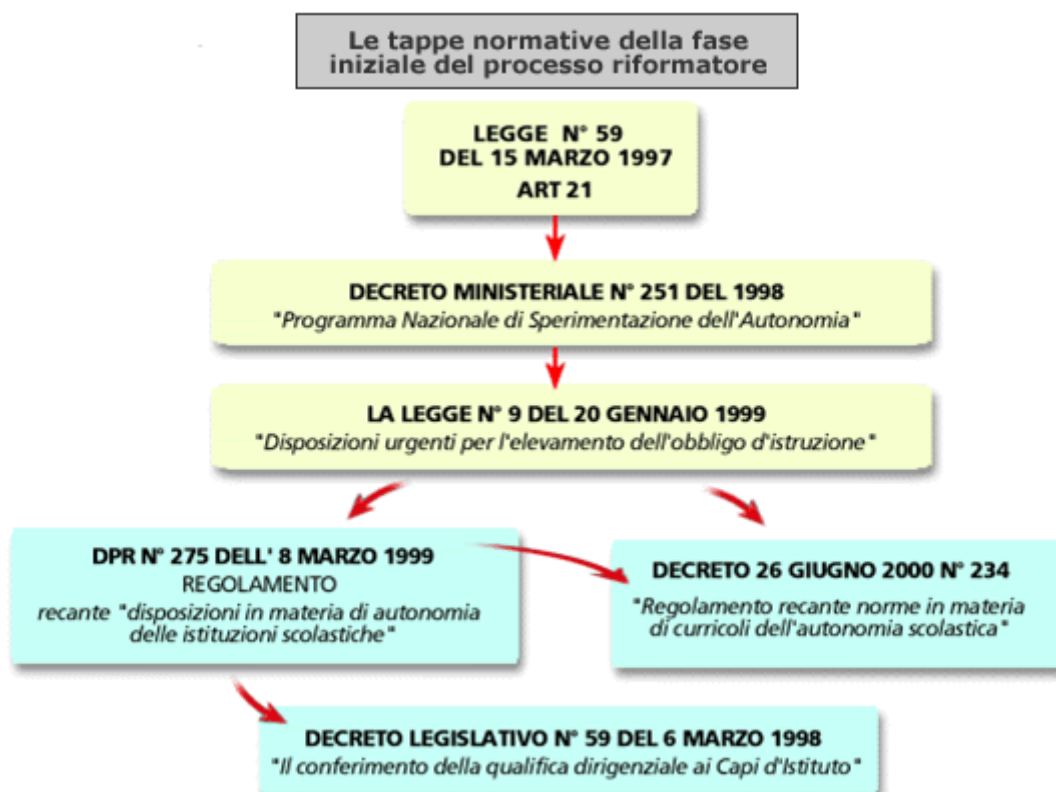 Le tappe normative della fase
iniziale del processo riformatore
LEGGE N° 59
DEL 15 MARZO 1997
ART 21
DECRETO MINISTERIALE N° 251 DEL 1998
"Programma Nazionale di Sperimentazione dell'Autonomia"
LA LEGGE N° 9 DEL 20 GENNAIO 1999
"Disposizioni urgenti per l'elevamento dell'obbligo d'istruzione"
DPR N° 275 DELL' 8 MARZO 1999
REGOLAMENTO
recante "disposizioni in materia di autonomia
delle istituzioni scolastiche"
DECRETO 26 GIUGNO 2000 N° 234
"Regolamento recante norme in materia
di curricoli dell'autonomia scolastica"
DECRETO LEGISLATIVO N° 59 DEL 6 MARZO 1998
"Il conferimento della qualifica dirigenziale ai Capi d'Istituto"